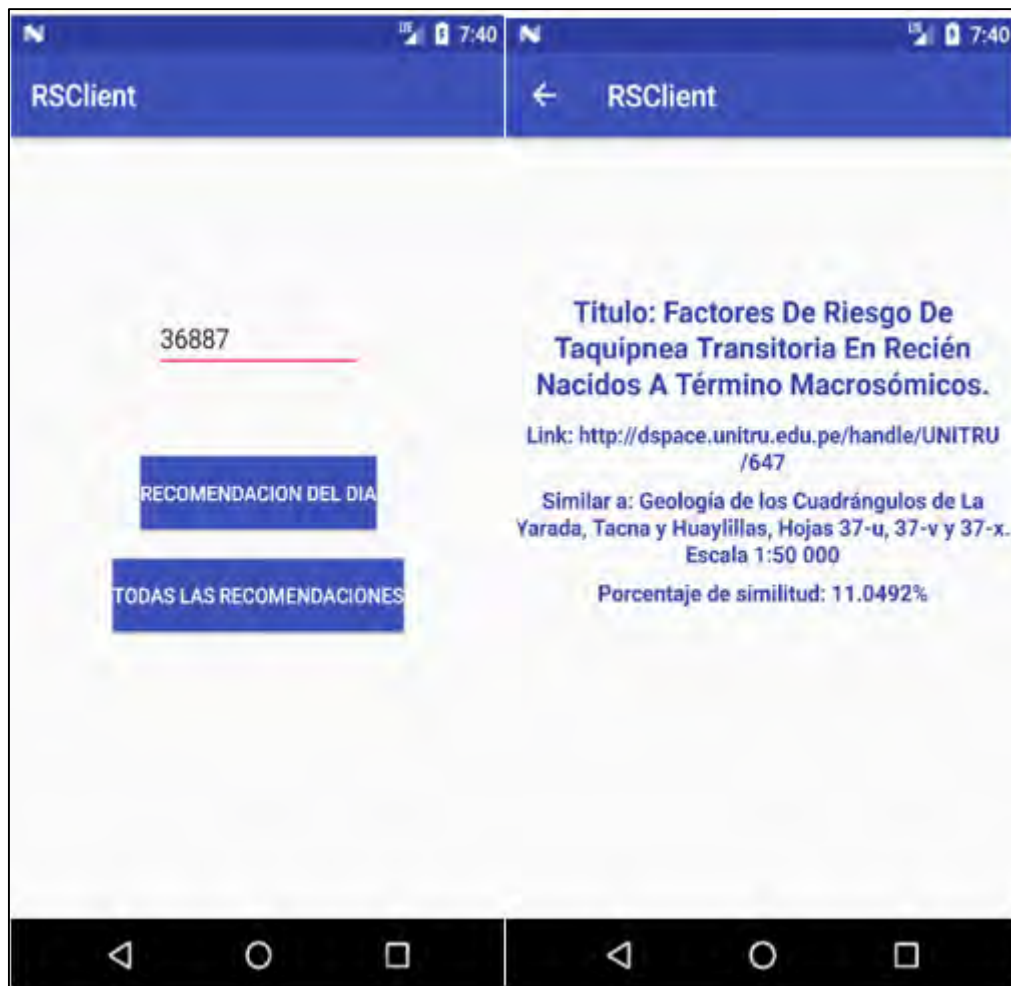 7:40
RSClient
36887
RECOMENDACION DEL DIA
TODAS LAS RECOMENDACIONES
7:40
RSClient
Título: Factores De Riesgo De
Taquipnea Transitoria En Recién
Nacidos A Término Macrosómicos.
Link: http://dspace.unitru.edu.pe/handle/UNITRU
/647
Similar a: Geología de los Cuadrángulos de La
Yarada, Tacna y Huaylillas, Hojas 37-u, 37-v y 37-x.
Escala 1:50 000
Porcentaje de similitud: 11.0492%